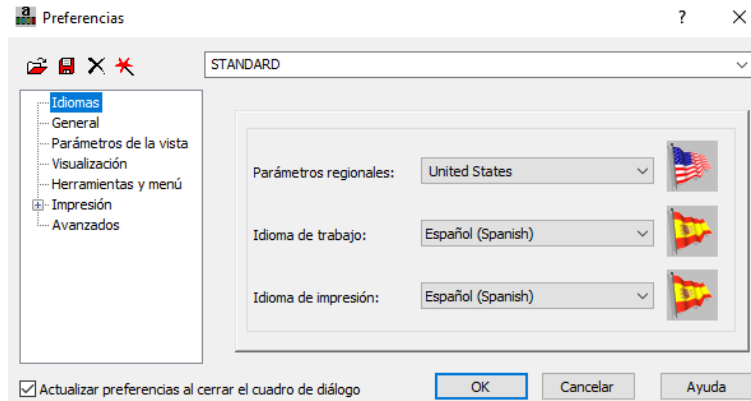 Preferencias
STANDARD
Idiomas
General
Parámetros de la vista
Visualización
Herramientas y menú
Impresión
Avanzados
Parámetros regionales: United States
Idioma de trabajo: Español (Spanish)
Idioma de impresión: Español (Spanish)
Actualizar preferencias al cerrar el cuadro de diálogo
OK Cancelar Ayuda